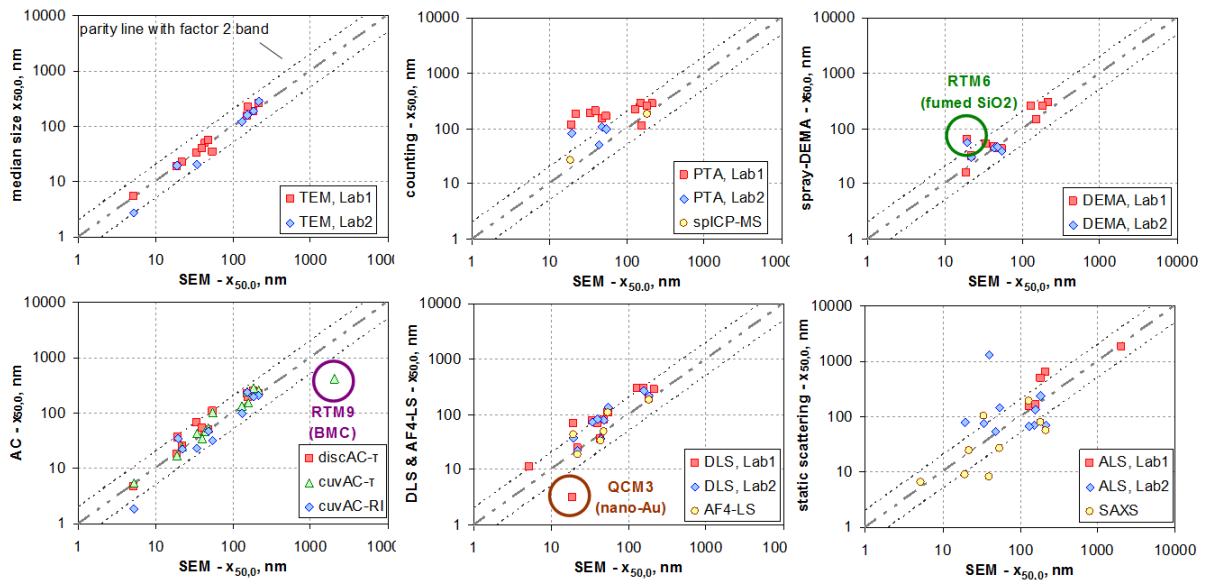 median size x50,0, nm
10000
1000
100
10
1
parity line with factor 2 band
TEM, Lab1
TEM, Lab2
1
10
100
1000
1000
SEM - x50,0, nm
counting - x50,0, nm
10000
1000
100
10
1
PTA, Lab1
PTA, Lab2
spICP-MS
1
10
100
1000
1000
SEM - x50,0, nm
spray-DEMA - x50,0, nm
10000
1000
100
10
1
RTM6
(fumed SiO2)
DEMA, Lab1
DEMA, Lab2
1
10
100
1000
10000
SEM - x50,0, nm
AC - x50,0, nm
10000
1000
100
10
1
RTM9
(BMC)
discAC-τ
cuvAC-τ
cuvAC-RI
1
10
100
1000
1000
SEM - x50,0, nm
DLS & AF4-LS - x50,0, nm
10000
1000
100
10
1
QCM3
(nano-Au)
DLS, Lab1
DLS, Lab2
AF4-LS
1
10
100
1000
1000
SEM - x50,0, nm
static scattering - x50,0, nm
10000
1000
100
10
1
ALS, Lab1
ALS, Lab2
SAXS
1
10
100
1000
10000
SEM - x50,0, nm